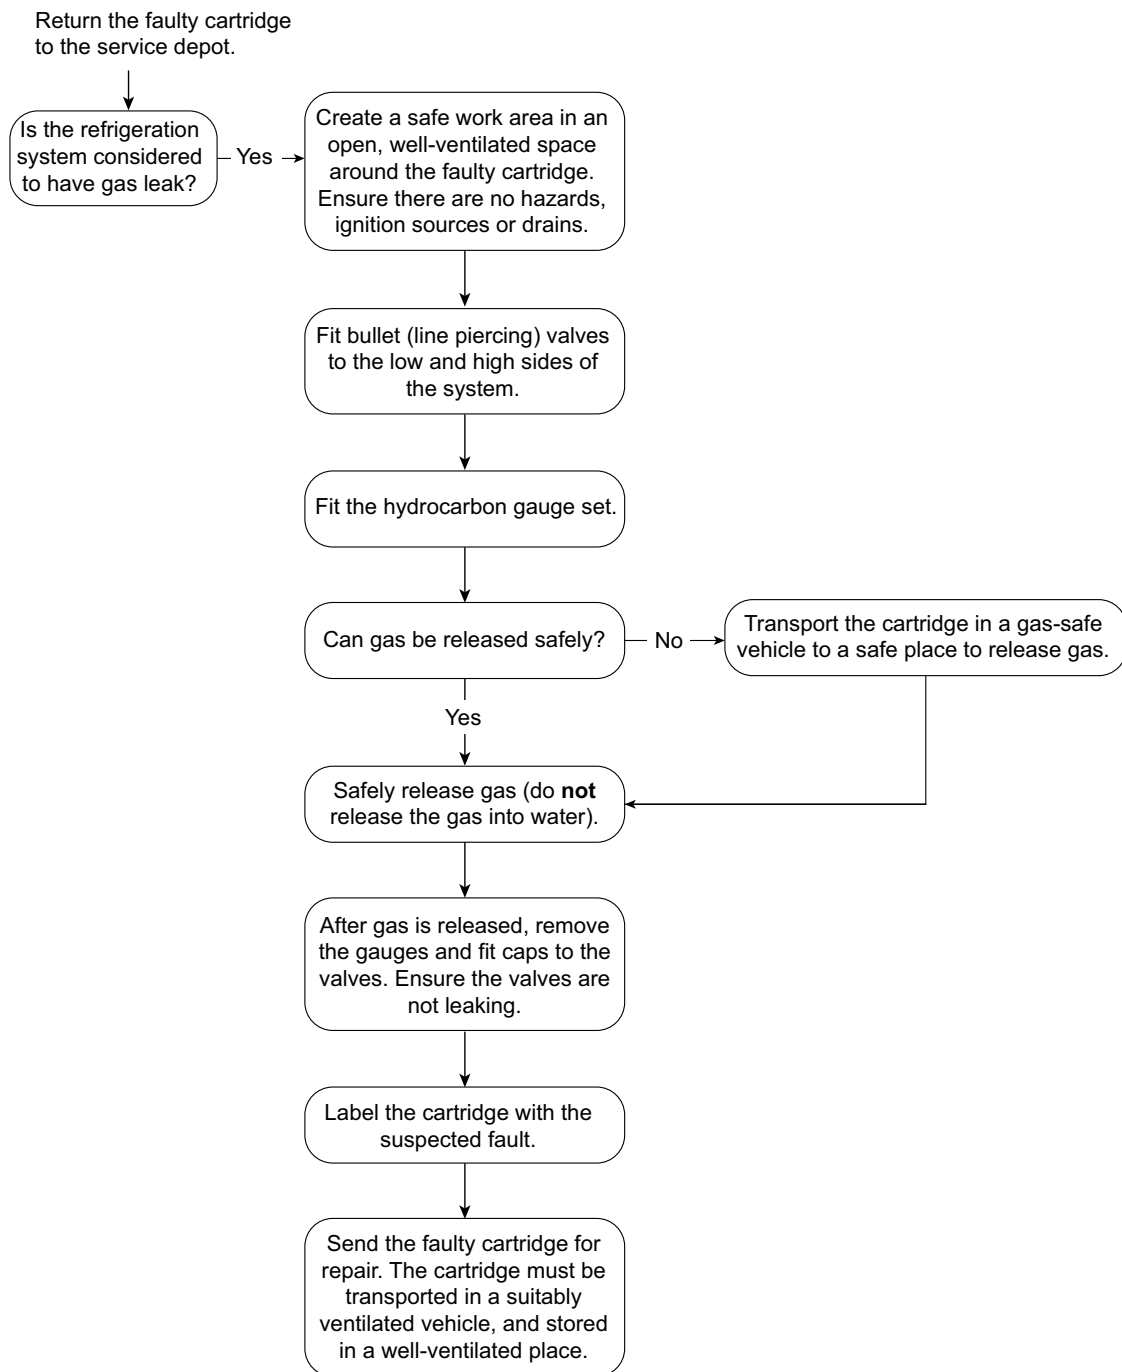 Return the faulty cartridge
to the service depot.
Is the refrigeration
system considered
to have gas leak?
Yes
Create a safe work area in an
open, well-ventilated space
around the faulty cartridge.
Ensure there are no hazards,
ignition sources or drains.
Fit bullet (line piercing) valves
to the low and high sides of
the system.
Fit the hydrocarbon gauge set.
Can gas be released safely?
No
Transport the cartridge in a gas-safe
vehicle to a safe place to release gas.
Yes
Safely release gas (do not
release the gas into water).
After gas is released, remove
the gauges and fit caps to the
valves. Ensure the valves are
not leaking.
Label the cartridge with the
suspected fault.
Send the faulty cartridge for
repair. The cartridge must be
transported in a suitably
ventilated vehicle, and stored
in a well-ventilated place.